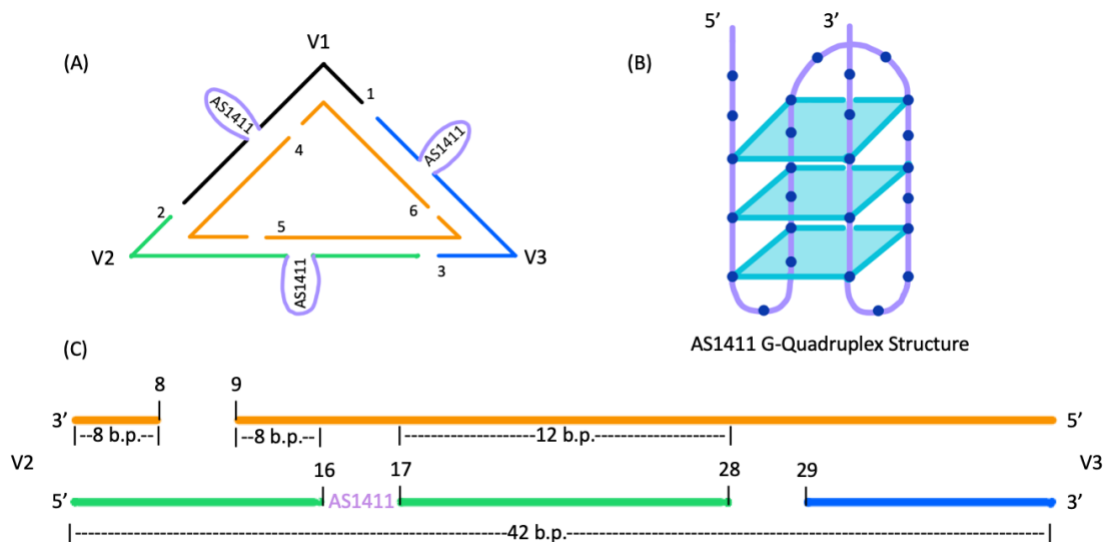 V1
5’
3’
(A)
(B)
1
AS1411
AS1411
4
2
6
5
V2
V3
3
AS1411
AS1411 G-Quadruplex Structure
(C)
8
9
3’
5’
|--8 b.p.--|
|--8 b.p.--|
|-----------------12 b.p.-----------------|
V2
16
17
28
29
V3
5’
AS1411
3’
|---------------------------------------------------42 b.p.---------------------------------------------------|